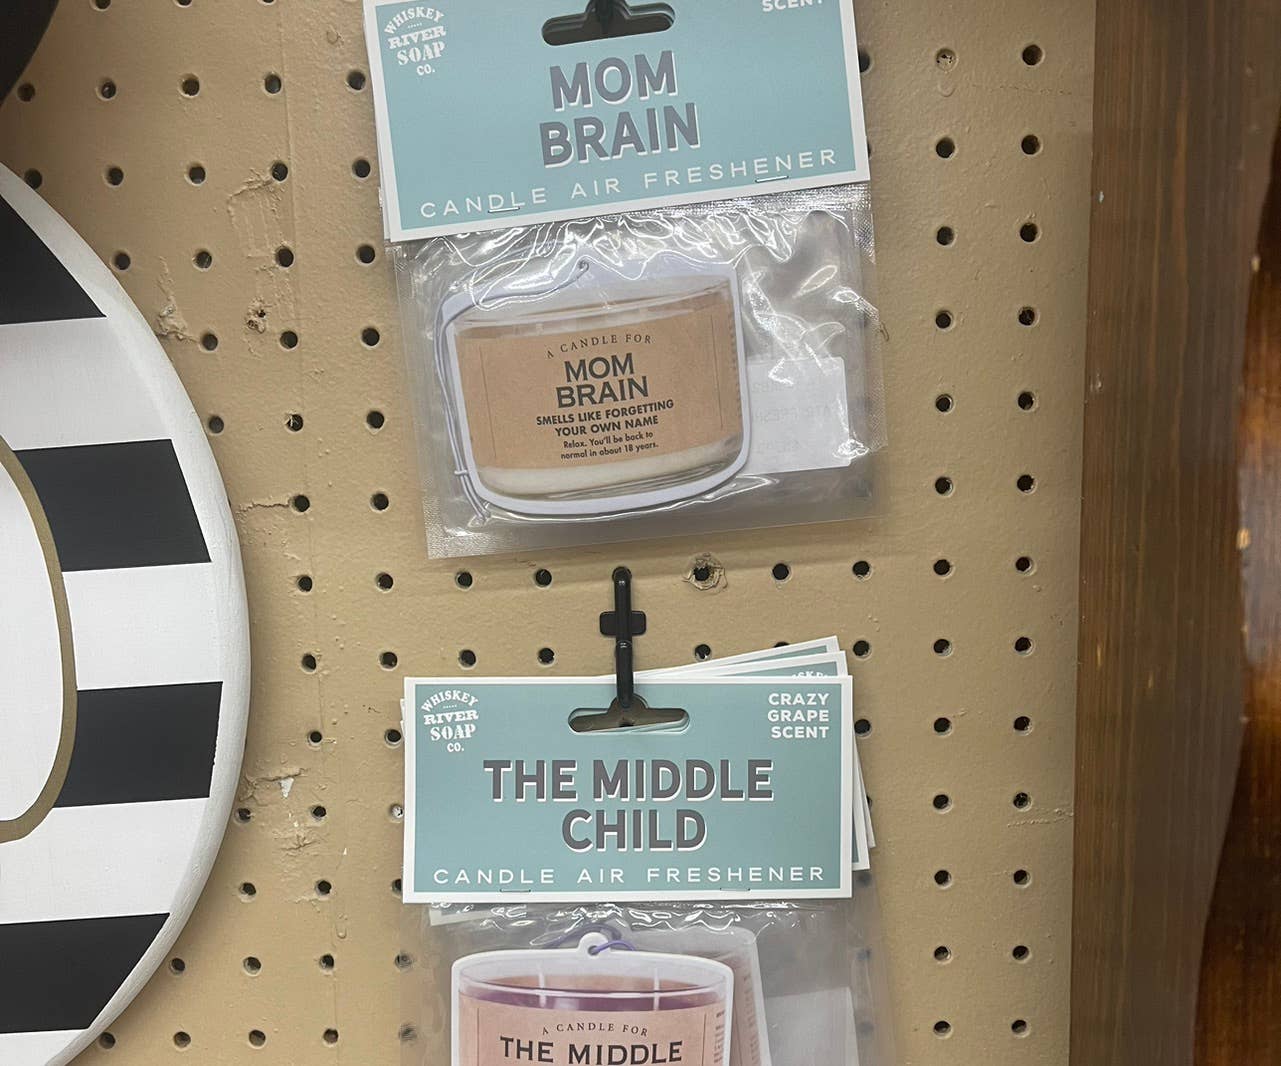 WHISKEY
RIVER
SOAP
CO.
SCENT
MOM
BRAIN
CANDLE AIR FRESHENER
A CANDLE FOR
MOM
BRAIN
SMELLS LIKE FORGETTING
YOUR OWN NAME
Relax. You'll be back to
normal in about 18 years.
WHISKEY
RIVER
SOAP
CO.
CRAZY
GRAPE
SCENT
THE MIDDLE
CHILD
CANDLE AIR FRESHENER
A CANDLE FOR
THE MIDDLE